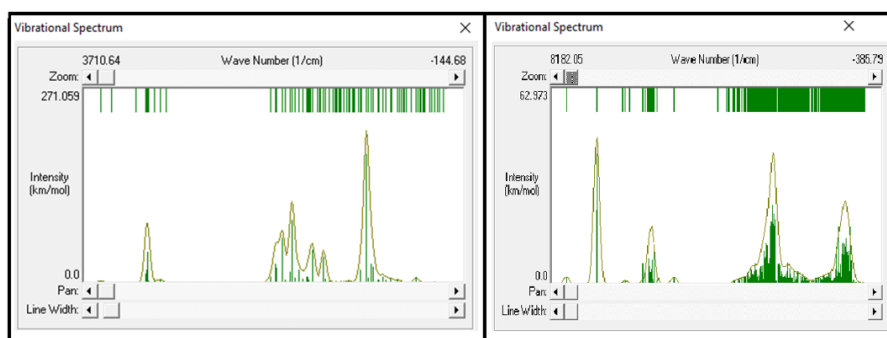 Vibrational Spectrum
3710.64 Wave Number (1/cm) -144.68
Zoom:
271.059
Intensity
(km/mol)
0.0
Pan:
Line Width:
Vibrational Spectrum
8182.05 Wave Number (1/cm) -385.79
Zoom:
62.973
Intensity
(km/mol)
0.0
Pan:
Line Width: